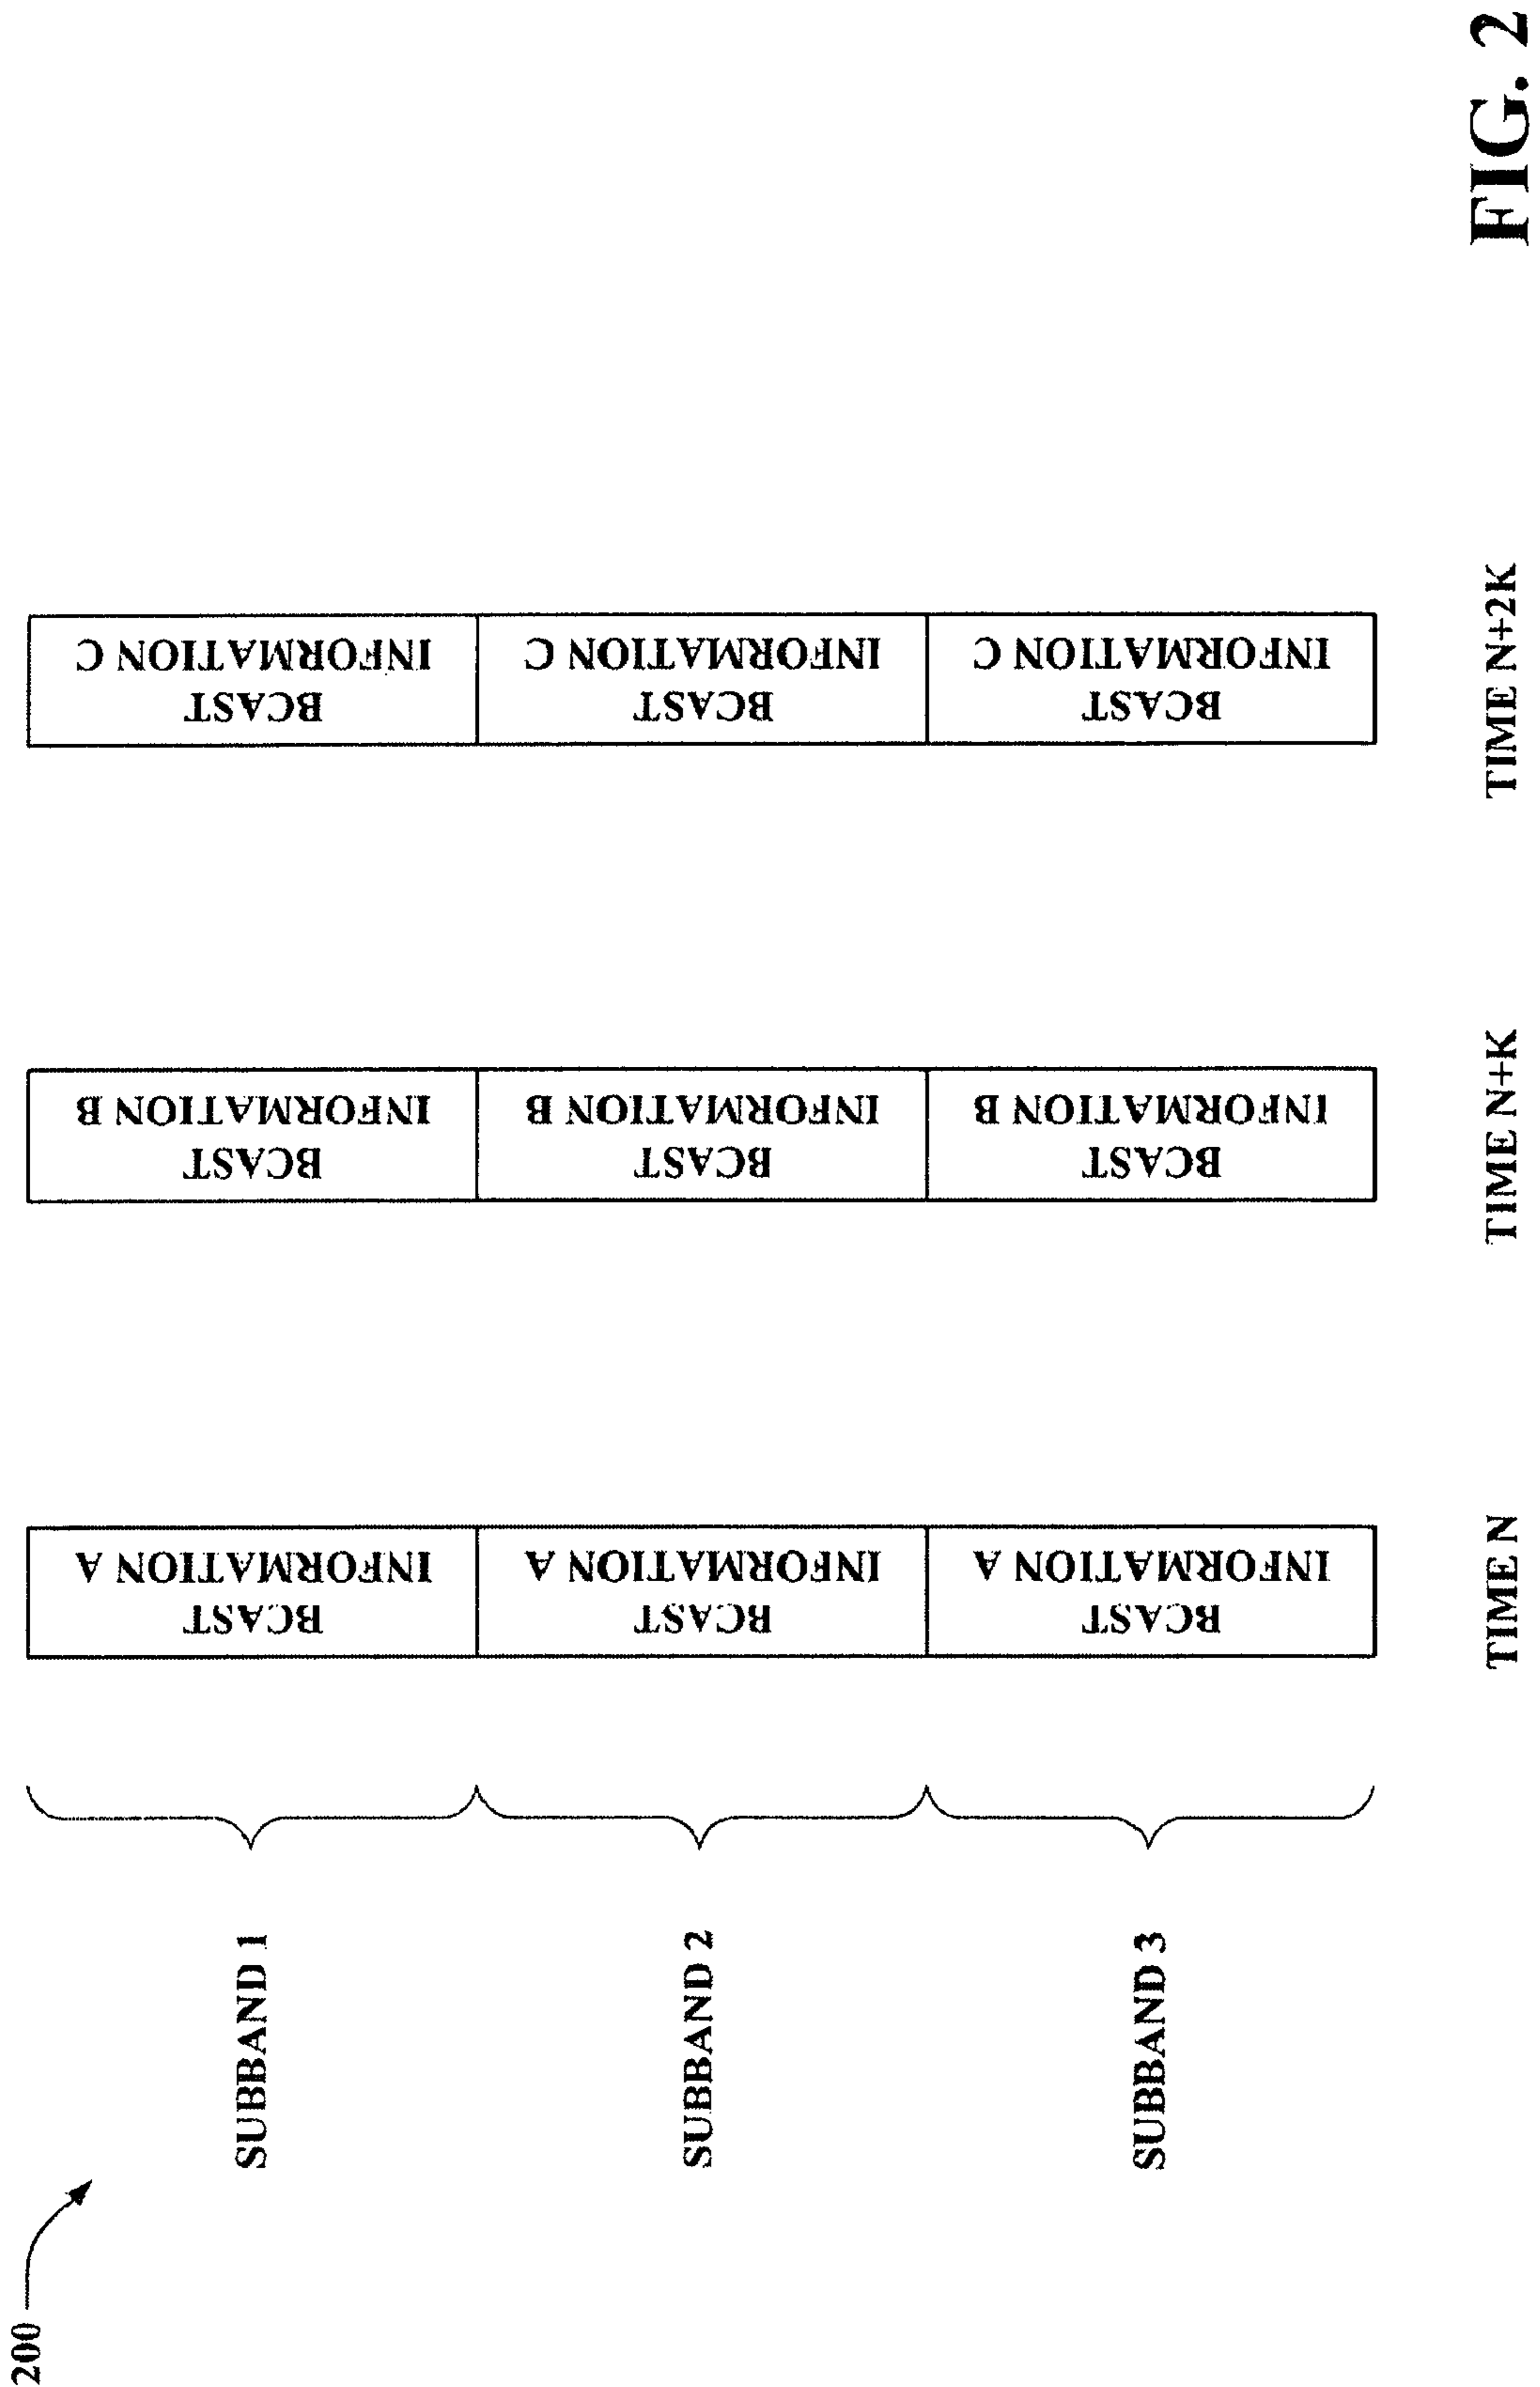 200
SUBBAND 1
SUBBAND 2
SUBBAND 3
BCAST
INFORMATION A
BCAST
INFORMATION A
BCAST
INFORMATION A
TIME N
BCAST
INFORMATION B
BCAST
INFORMATION B
BCAST
INFORMATION B
TIME N+K
BCAST
INFORMATION C
BCAST
INFORMATION C
BCAST
INFORMATION C
TIME N+2K
FIG. 2